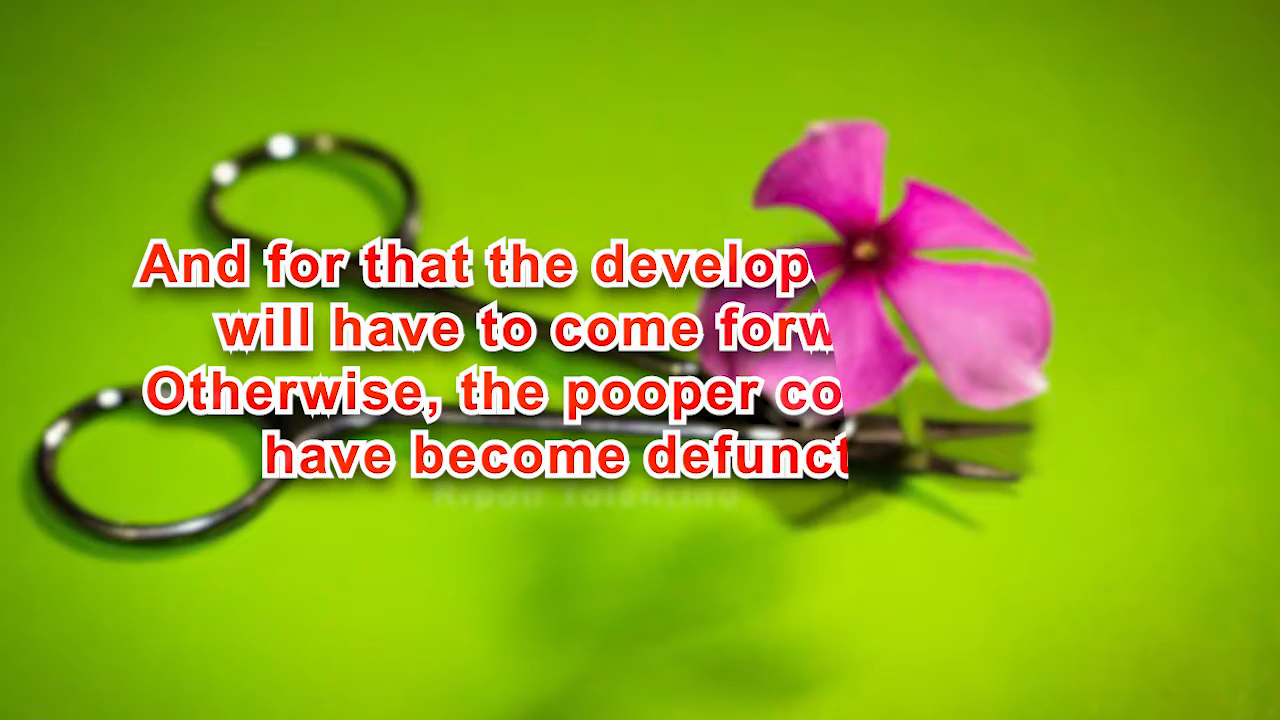 And for that the develop
will have to come forw
Otherwise, the pooper co
have become defunct